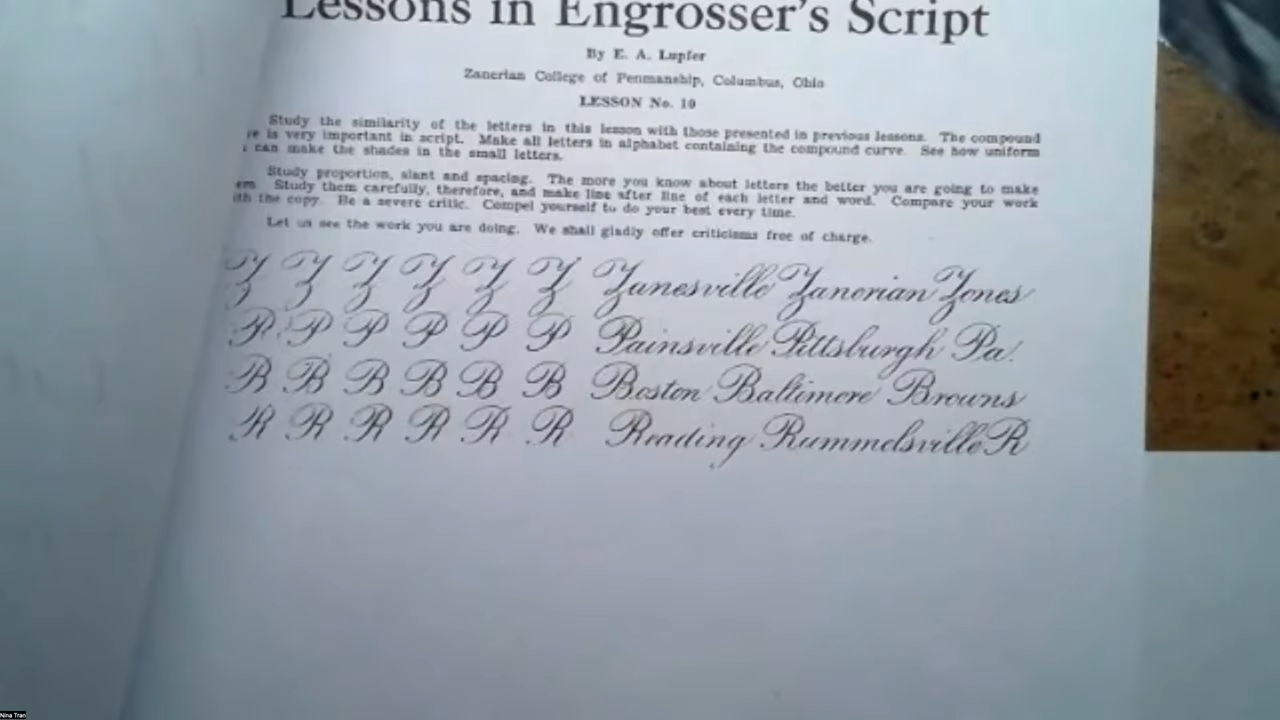 Lessons in Engrosser's Script
By E. A. Lupfer
Zanerian College of Penmanship, Columbus, Ohio
LESSON No. 10
Study the similarity of the letters in this lesson with those presented in previous lessons. The compound
is very important in script. Make all letters in alphabet containing the compound curve. See how uniform
can make the shades in the small letters.
Study proportion, slant and spacing. The more you know about letters the better you are going to make
em. Study them carefully, therefore, and make line after line of each letter and word. Compare your work
ith the copy. Be a severe critic. Compel yourself to do your best every time.
Let us see the work you are doing. We shall gladly offer criticisms free of charge.
Z Z Z Z Z Z Zanesville Zanerian Zones
P P P P P P Painsville Pittsburgh Pa.
B B B B B B Boston Baltimore Browns
R R R R R R Reading Rummelsville R
Nina Tran